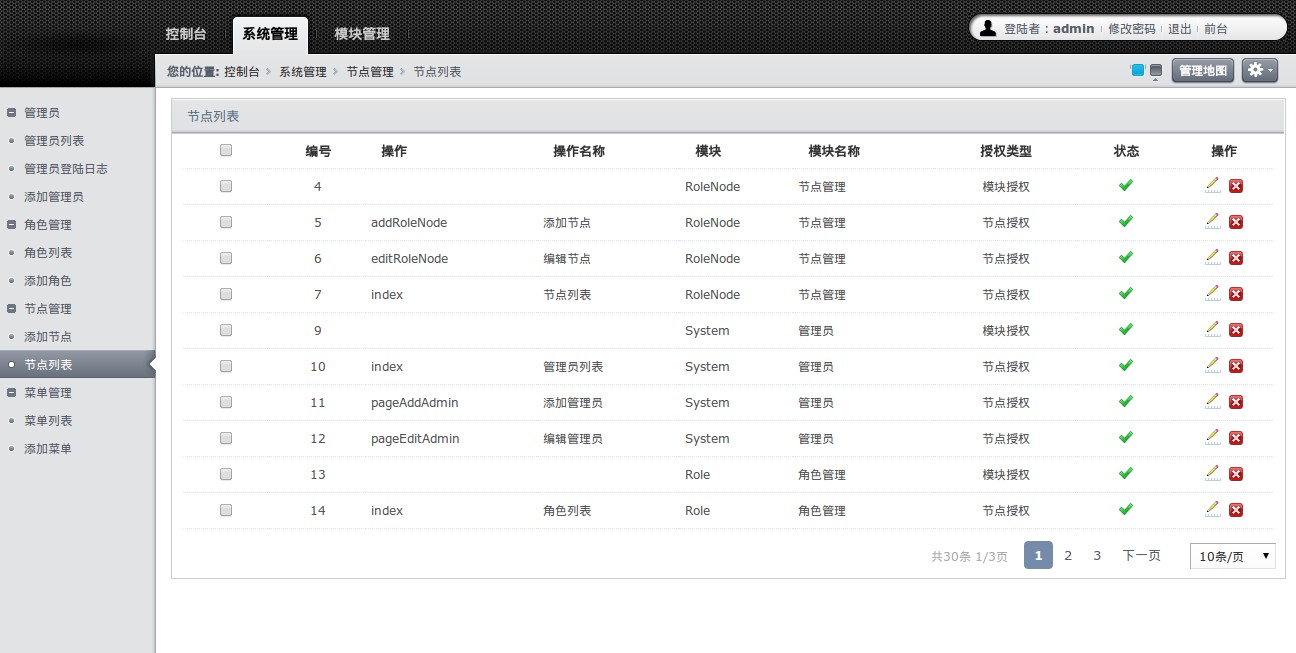 控制台 系统管理 模块管理
登陆者：admin 修改密码 退出 前台
您的位置: 控制台 系统管理 节点管理 节点列表
管理地图
管理员
管理员列表
管理员登陆日志
添加管理员
角色管理
角色列表
添加角色
节点管理
添加节点
节点列表
菜单管理
菜单列表
添加菜单
节点列表
编号 操作 操作名称 模块 模块名称 授权类型 状态 操作
4 RoleNode 节点管理 模块授权
5 addRoleNode 添加节点 RoleNode 节点管理 节点授权
6 editRoleNode 编辑节点 RoleNode 节点管理 节点授权
7 index 节点列表 RoleNode 节点管理 节点授权
9 System 管理员 模块授权
10 index 管理员列表 System 管理员 节点授权
11 pageAddAdmin 添加管理员 System 管理员 节点授权
12 pageEditAdmin 编辑管理员 System 管理员 节点授权
13 Role 角色管理 模块授权
14 index 角色列表 Role 角色管理 节点授权
共30条 1/3页 1 2 3 下一页 10条/页